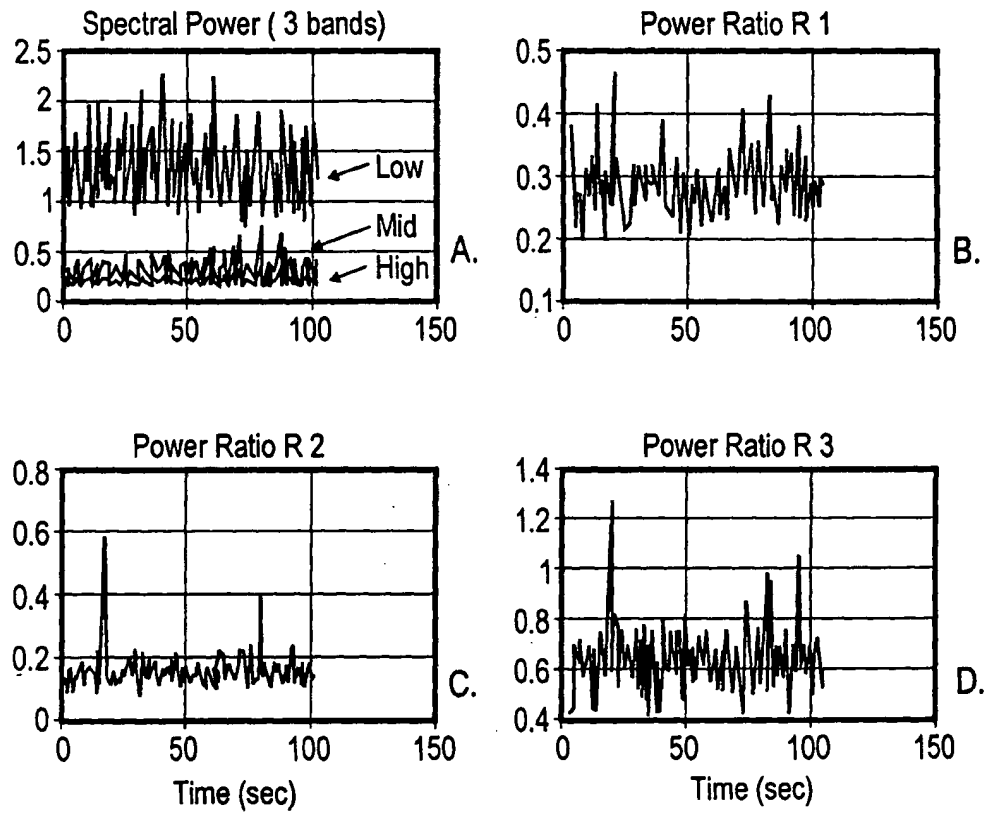 Spectral Power ( 3 bands)
2.5
2
1.5
1
0.5
0
0 50 100 150
Low
Mid
High
A.
Power Ratio R 1
0.5
0.4
0.3
0.2
0.1
0 50 100 150
B.
Power Ratio R 2
0.8
0.6
0.4
0.2
0
0 50 100 150
Time (sec)
C.
Power Ratio R 3
1.4
1.2
1
0.8
0.6
0.4
0 50 100 150
Time (sec)
D.